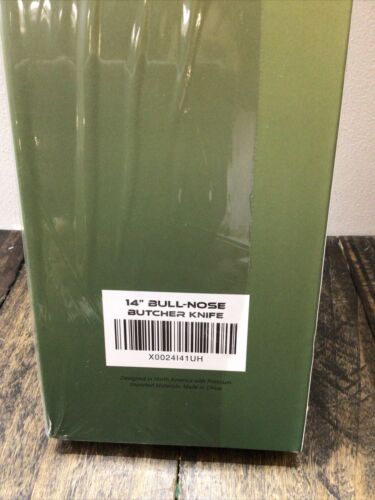 14" BULL-NOSE
BUTCHER KNIFE
X0024I41UH
Designed in North America with Premium
Imported Materials. Made in China